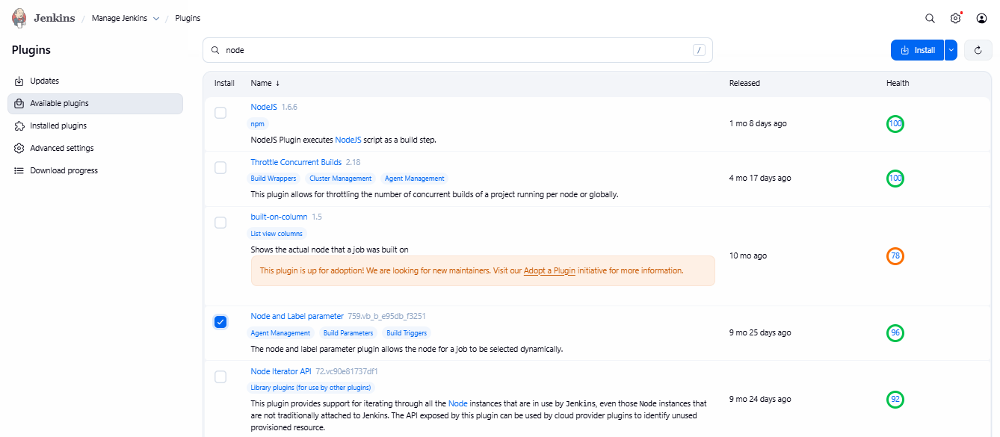 Jenkins / Manage Jenkins / Plugins
Plugins
node /
Install
Updates
Available plugins
Installed plugins
Advanced settings
Download progress
Install Name ↓ Released Health
NodeJS 1.6.6
npm
NodeJS Plugin executes NodeJS script as a build step.
1 mo 8 days ago
100
Throttle Concurrent Builds 2.18
Build Wrappers Cluster Management Agent Management
This plugin allows for throttling the number of concurrent builds of a project running per node or globally.
4 mo 17 days ago
100
built-on-column 1.5
List view columns
Shows the actual node that a job was built on
This plugin is up for adoption! We are looking for new maintainers. Visit our Adopt a Plugin initiative for more information.
10 mo ago
78
Node and Label parameter 759.vb_b_e95db_f3251
Agent Management Build Parameters Build Triggers
The node and label parameter plugin allows the node for a job to be selected dynamically.
9 mo 25 days ago
96
Node Iterator API 72.vc90e81737df1
Library plugins (for use by other plugins)
This plugin provides support for iterating through all the Node instances that are in use by Jenkins, even those Node instances that
are not traditionally attached to Jenkins. The API exposed by this plugin can be used by cloud provider plugins to identify unused
provisioned resource.
9 mo 24 days ago
92